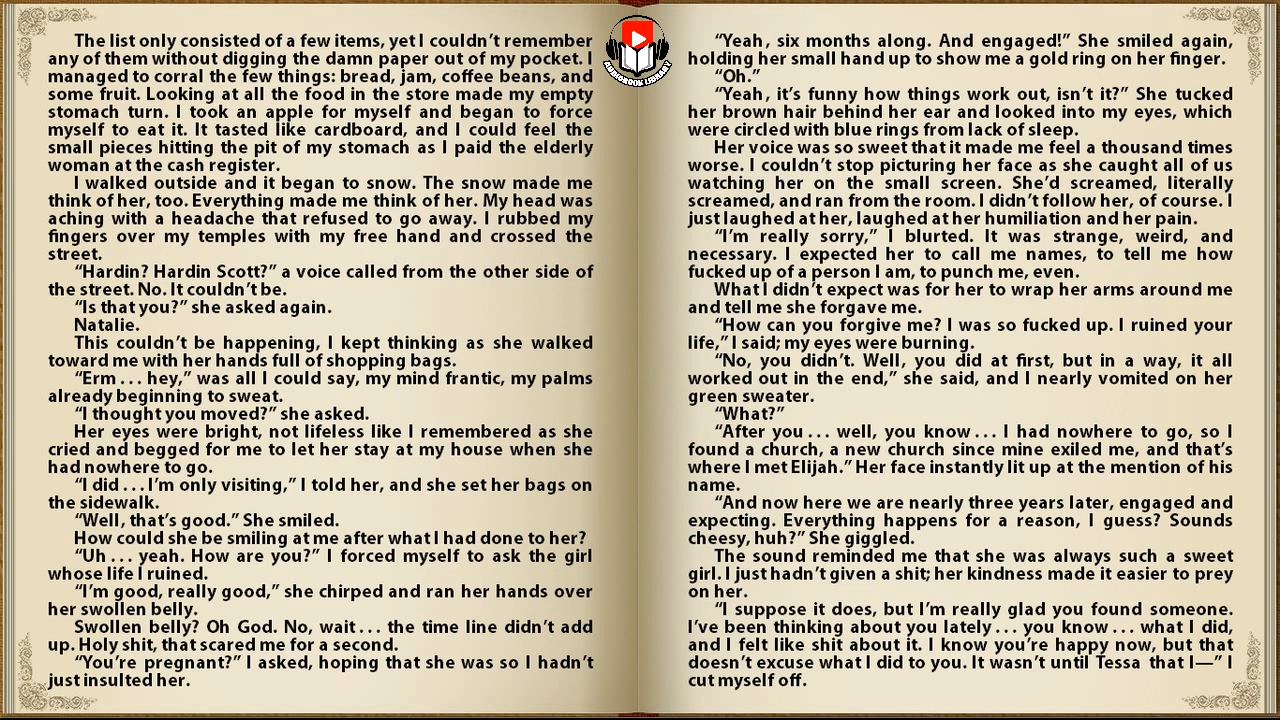 The list only consisted of a few items, yet I couldn't remember
any of them without digging the damn paper out of my pocket. I
managed to corral the few things: bread, jam, coffee beans, and
some fruit. Looking at all the food in the store made my empty
stomach turn. I took an apple for myself and began to force
myself to eat it. It tasted like cardboard, and I could feel the
small pieces hitting the pit of my stomach as I paid the elderly
woman at the cash register.
I walked outside and it began to snow. The snow made me
think of her, too. Everything made me think of her. My head was
aching with a headache that refused to go away. I rubbed my
fingers over my temples with my free hand and crossed the
street.
“Hardin? Hardin Scott?” a voice called from the other side of
the street. No. It couldn't be.
“Is that you?” she asked again.
Natalie.
This couldn't be happening, I kept thinking as she walked
toward me with her hands full of shopping bags.
“Erm . . . hey,” was all I could say, my mind frantic, my palms
already beginning to sweat.
“I thought you moved?” she asked.
Her eyes were bright, not lifeless like I remembered as she
cried and begged for me to let her stay at my house when she
had nowhere to go.
“I did . . . I'm only visiting,” I told her, and she set her bags on
the sidewalk.
“Well, that's good.” She smiled.
How could she be smiling at me after what I had done to her?
“Uh . . . yeah. How are you?” I forced myself to ask the girl
whose life I ruined.
“I'm good, really good,” she chirped and ran her hands over
her swollen belly.
Swollen belly? Oh God. No, wait . . . the time line didn't add
up. Holy shit, that scared me for a second.
“You're pregnant?” I asked, hoping that she was so I hadn't
just insulted her.
AUDIOBOOK LIBRARY
“Yeah, six months along. And engaged!” She smiled again,
holding her small hand up to show me a gold ring on her finger.
“Oh.”
“Yeah, it's funny how things work out, isn't it?” She tucked
her brown hair behind her ear and looked into my eyes, which
were circled with blue rings from lack of sleep.
Her voice was so sweet that it made me feel a thousand times
worse. I couldn't stop picturing her face as she caught all of us
watching her on the small screen. She'd screamed, literally
screamed, and ran from the room. I didn't follow her, of course. I
just laughed at her, laughed at her humiliation and her pain.
“I'm really sorry,” I blurted. It was strange, weird, and
necessary. I expected her to call me names, to tell me how
fucked up of a person I am, to punch me, even.
What I didn't expect was for her to wrap her arms around me
and tell me she forgave me.
“How can you forgive me? I was so fucked up. I ruined your
life,” I said; my eyes were burning.
“No, you didn't. Well, you did at first, but in a way, it all
worked out in the end,” she said, and I nearly vomited on her
green sweater.
“What?”
“After you . . . well, you know . . . I had nowhere to go, so I
found a church, a new church since mine exiled me, and that's
where I met Elijah.” Her face instantly lit up at the mention of his
name.
“And now here we are nearly three years later, engaged and
expecting. Everything happens for a reason, I guess? Sounds
cheesy, huh?” She giggled.
The sound reminded me that she was always such a sweet
girl. I just hadn't given a shit; her kindness made it easier to prey
on her.
“I suppose it does, but I'm really glad you found someone.
I've been thinking about you lately . . . you know . . . what I did,
and I felt like shit about it. I know you're happy now, but that
doesn't excuse what I did to you. It wasn't until Tessa that I—” I
cut myself off.